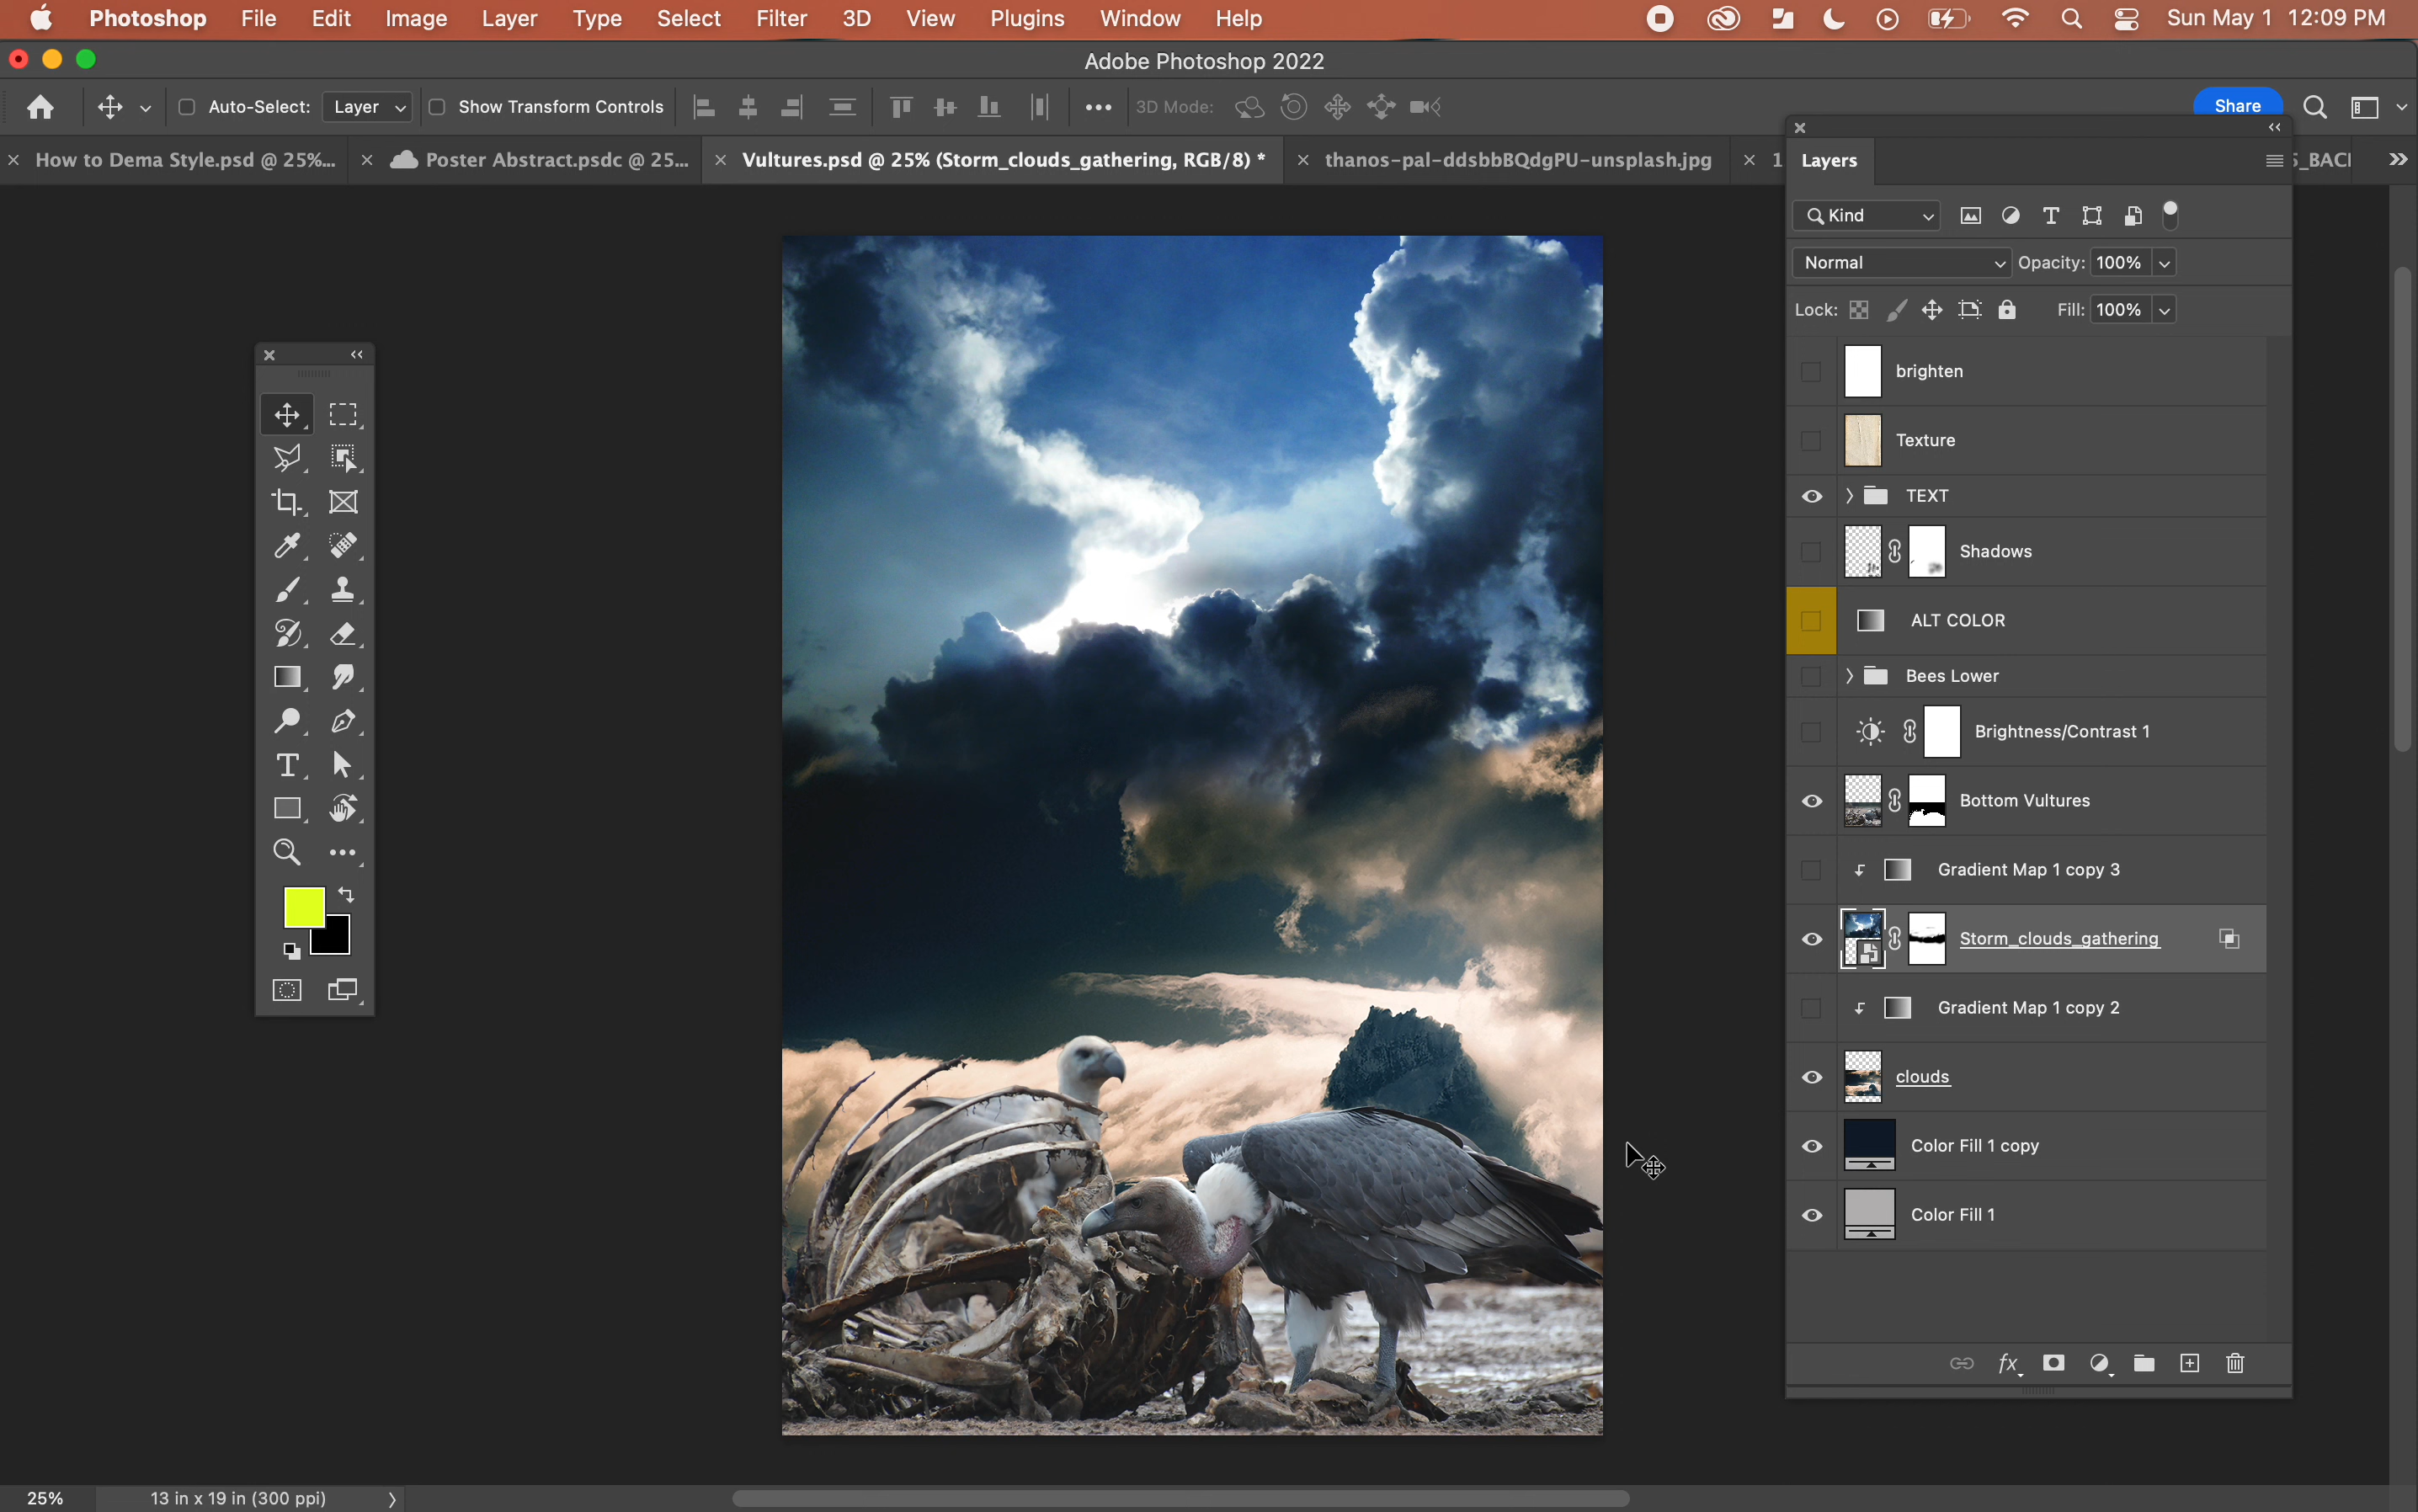 Photoshop File Edit Image Layer Type Select Filter 3D View Plugins Window Help Sun May 1 12:09 PM
Adobe Photoshop 2022
Auto-Select: Layer Show Transform Controls 3D Mode: Share
How to Dema Style.psd @ 25%... Poster Abstract.psdc @ 25... Vultures.psd @ 25% (Storm_clouds_gathering, RGB/8) * thanos-pal-ddsbbBQdgPU-unsplash.jpg 1
Layers
Kind
Normal Opacity: 100%
Lock: Fill: 100%
brighten
Texture
TEXT
Shadows
ALT COLOR
Bees Lower
Brightness/Contrast 1
Bottom Vultures
Gradient Map 1 copy 3
Storm_clouds_gathering
Gradient Map 1 copy 2
clouds
Color Fill 1 copy
Color Fill 1
fx
25% 13 in x 19 in (300 ppi)